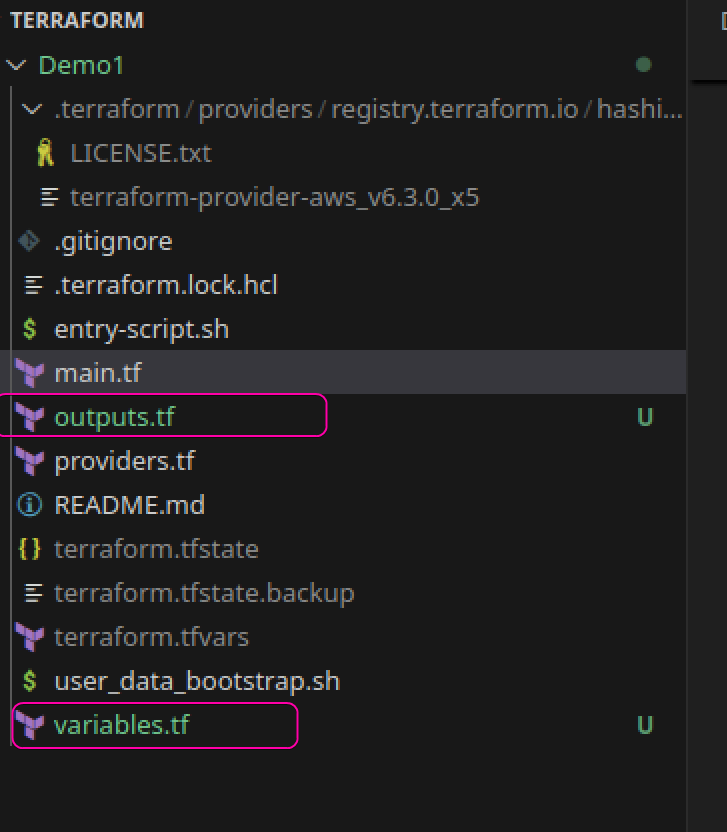 TERRAFORM
Demo1
.terraform / providers / registry.terraform.io / hashi...
LICENSE.txt
terraform-provider-aws_v6.3.0_x5
.gitignore
.terraform.lock.hcl
$ entry-script.sh
main.tf
outputs.tf U
providers.tf
README.md
{} terraform.tfstate
terraform.tfstate.backup
terraform.tfvars
$ user_data_bootstrap.sh
variables.tf U